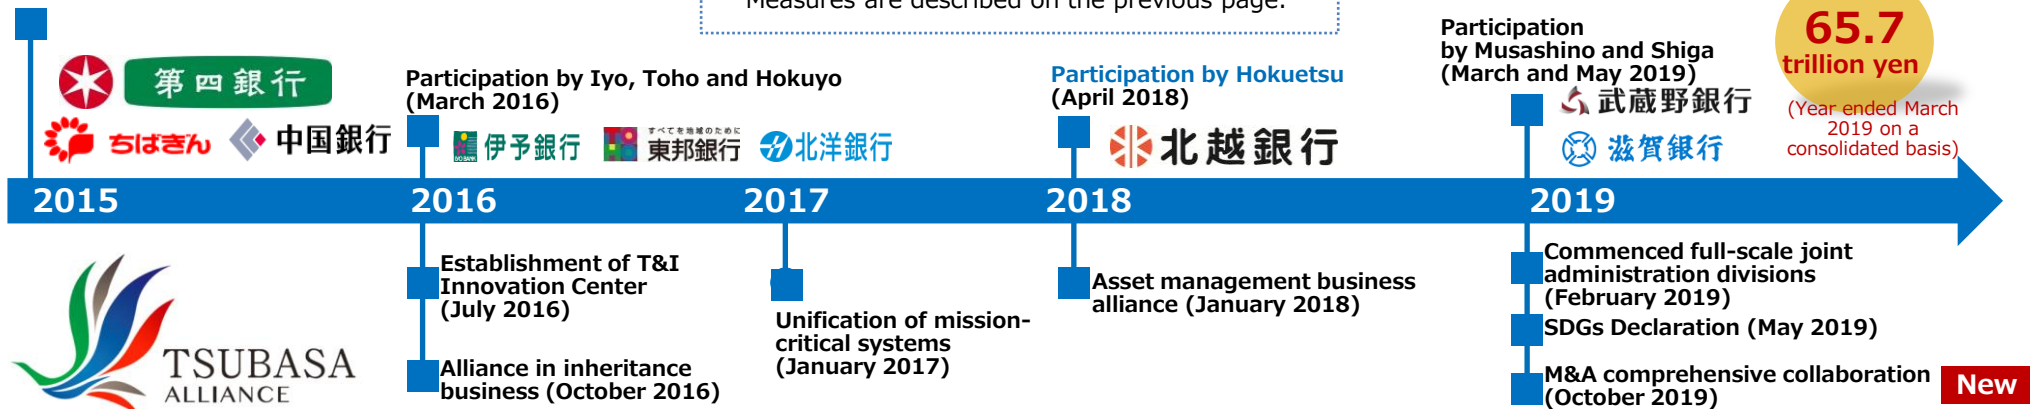 Measures are described on the previous page.
65.7
trillion yen
(Year ended March
2019 on a
consolidated basis)
第四銀行
ちばぎん
中国銀行
Participation by Iyo, Toho and Hokuyo
(March 2016)
IYO BANK
伊予銀行
すべてを地域のために
東邦銀行
北洋銀行
Participation by Hokuetsu
(April 2018)
北越銀行
Participation
by Musashino and Shiga
(March and May 2019)
武蔵野銀行
滋賀銀行
2015
2016
2017
2018
2019
TSUBASA
ALLIANCE
Establishment of T&I
Innovation Center
(July 2016)
Alliance in inheritance
business (October 2016)
Unification of mission-
critical systems
(January 2017)
Asset management business
alliance (January 2018)
Commenced full-scale joint
administration divisions
(February 2019)
SDGs Declaration (May 2019)
M&A comprehensive collaboration
(October 2019)
New